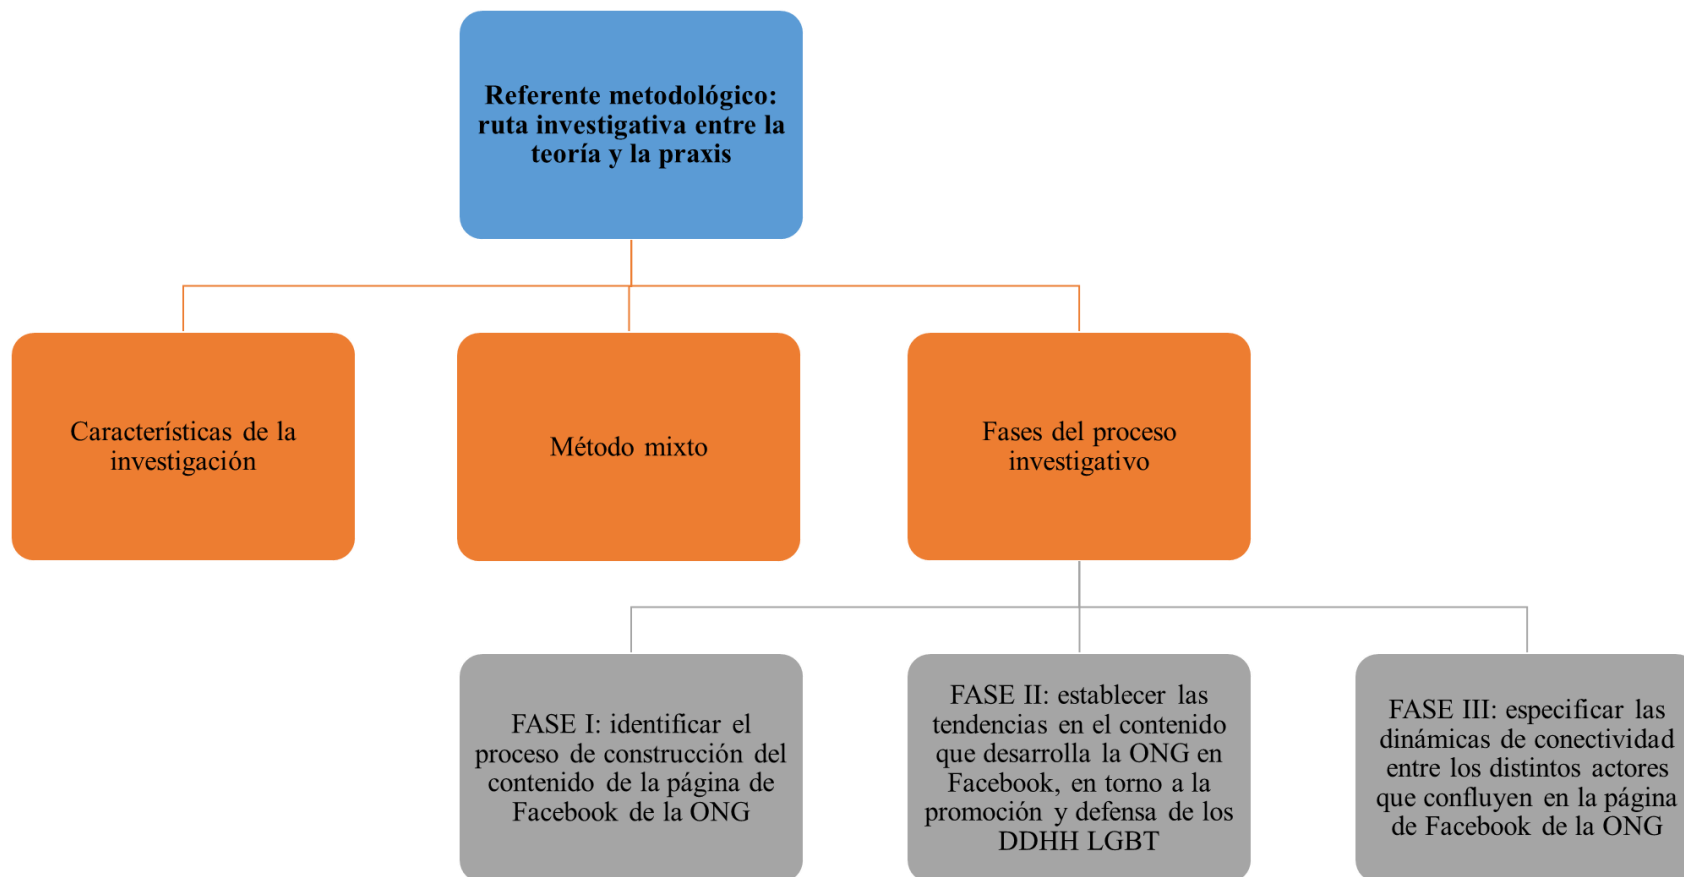 Referente metodológico:
ruta investigativa entre la
teoría y la praxis
Características de la
investigación
Método mixto
Fases del proceso
investigativo
FASE I: identificar el
proceso de construcción del
contenido de la página de
Facebook de la ONG
FASE II: establecer las
tendencias en el contenido
que desarrolla la ONG en
Facebook, en torno a la
promoción y defensa de los
DDHH LGBT
FASE III: especificar las
dinámicas de conectividad
entre los distintos actores
que confluyen en la página
de Facebook de la ONG